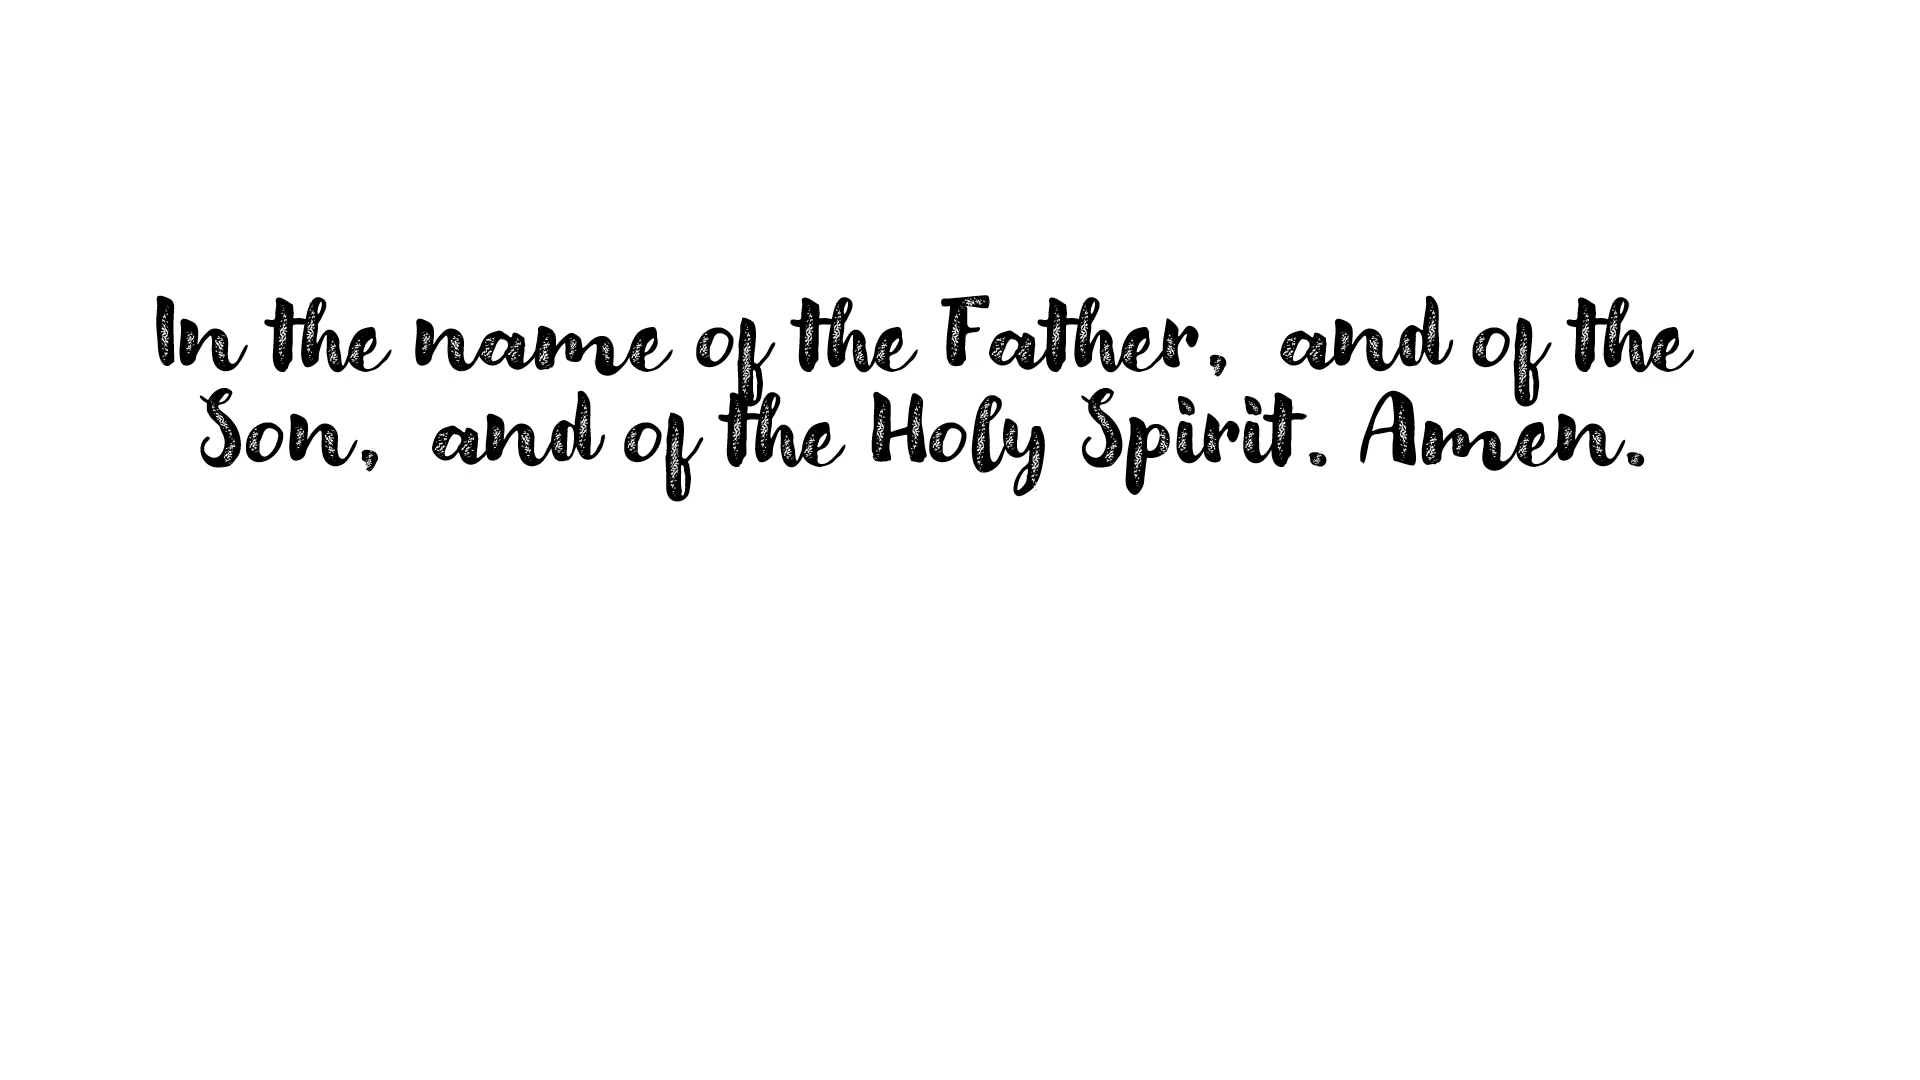 In the name of the Father, and of the
Son, and of the Holy Spirit. Amen.